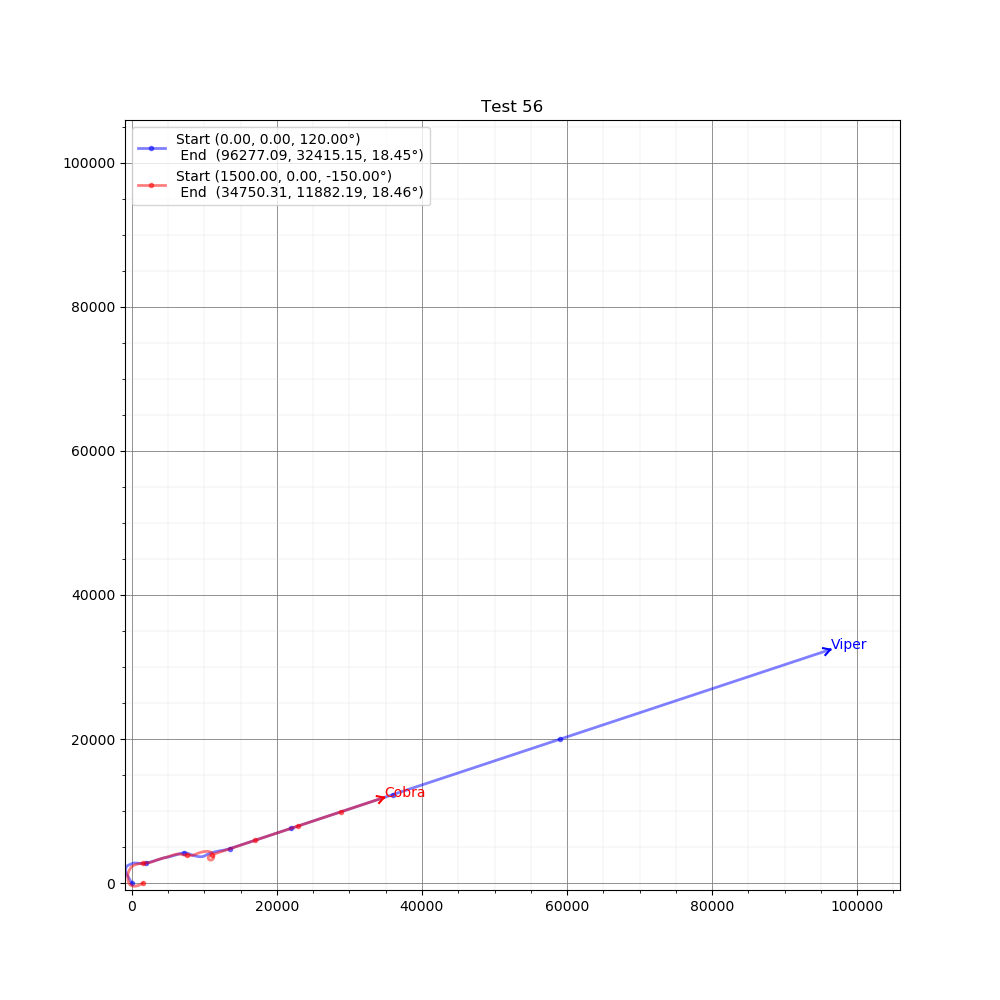 Test 56
Start (0.00, 0.00, 120.00°)
End (96277.09, 32415.15, 18.45°)
Start (1500.00, 0.00, -150.00°)
End (34750.31, 11882.19, 18.46°)
100000
80000
60000
40000
20000
0
Viper
Cobra
0 20000 40000 60000 80000 100000